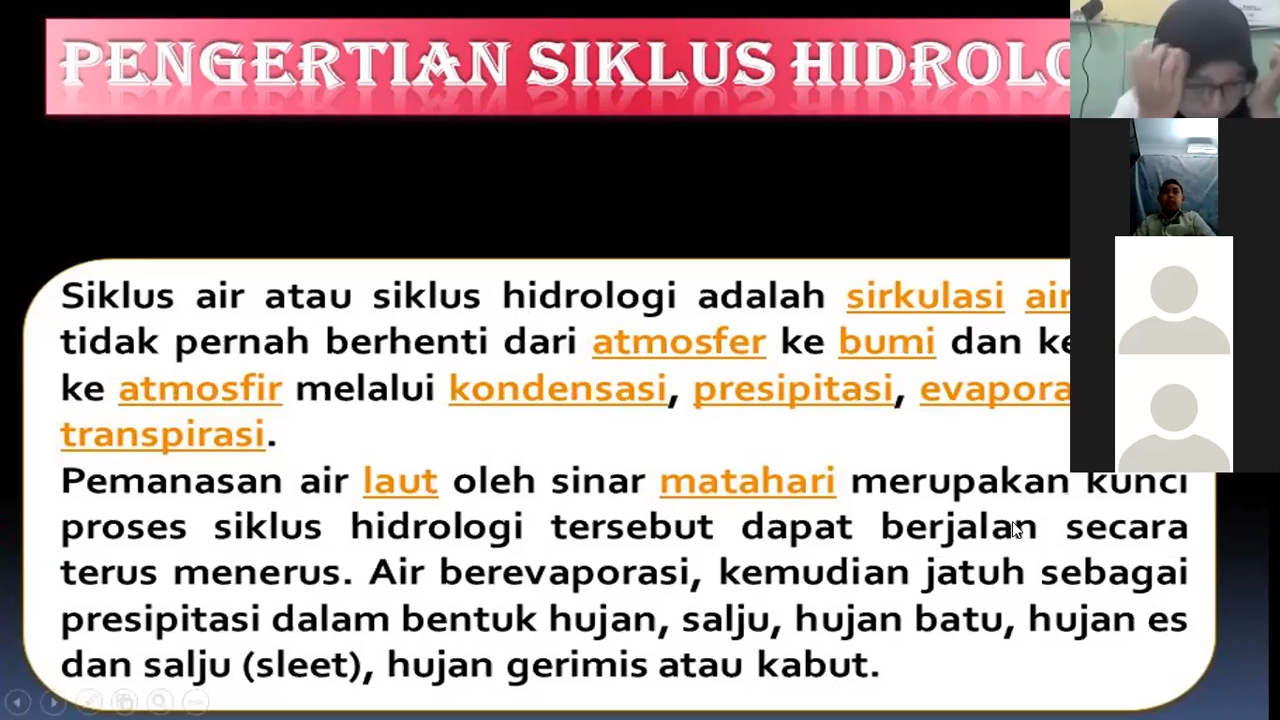 PENGERTIAN SIKLUS
Siklus air atau siklus hidrologi adalah sirkulasi air
tidak pernah berhenti dari atmosfer ke bumi dan
ke atmosfir melalui kondensasi, presipitasi,
transpirasi.
Pemanasan air laut oleh sinar matahari merupakan kunci
proses siklus hidrologi tersebut dapat berjalan secara
terus menerus. Air berevaporasi, kemudian jatuh sebagai
presipitasi dalam bentuk hujan, salju, hujan batu, hujan es
dan salju (sleet), hujan gerimis atau kabut.